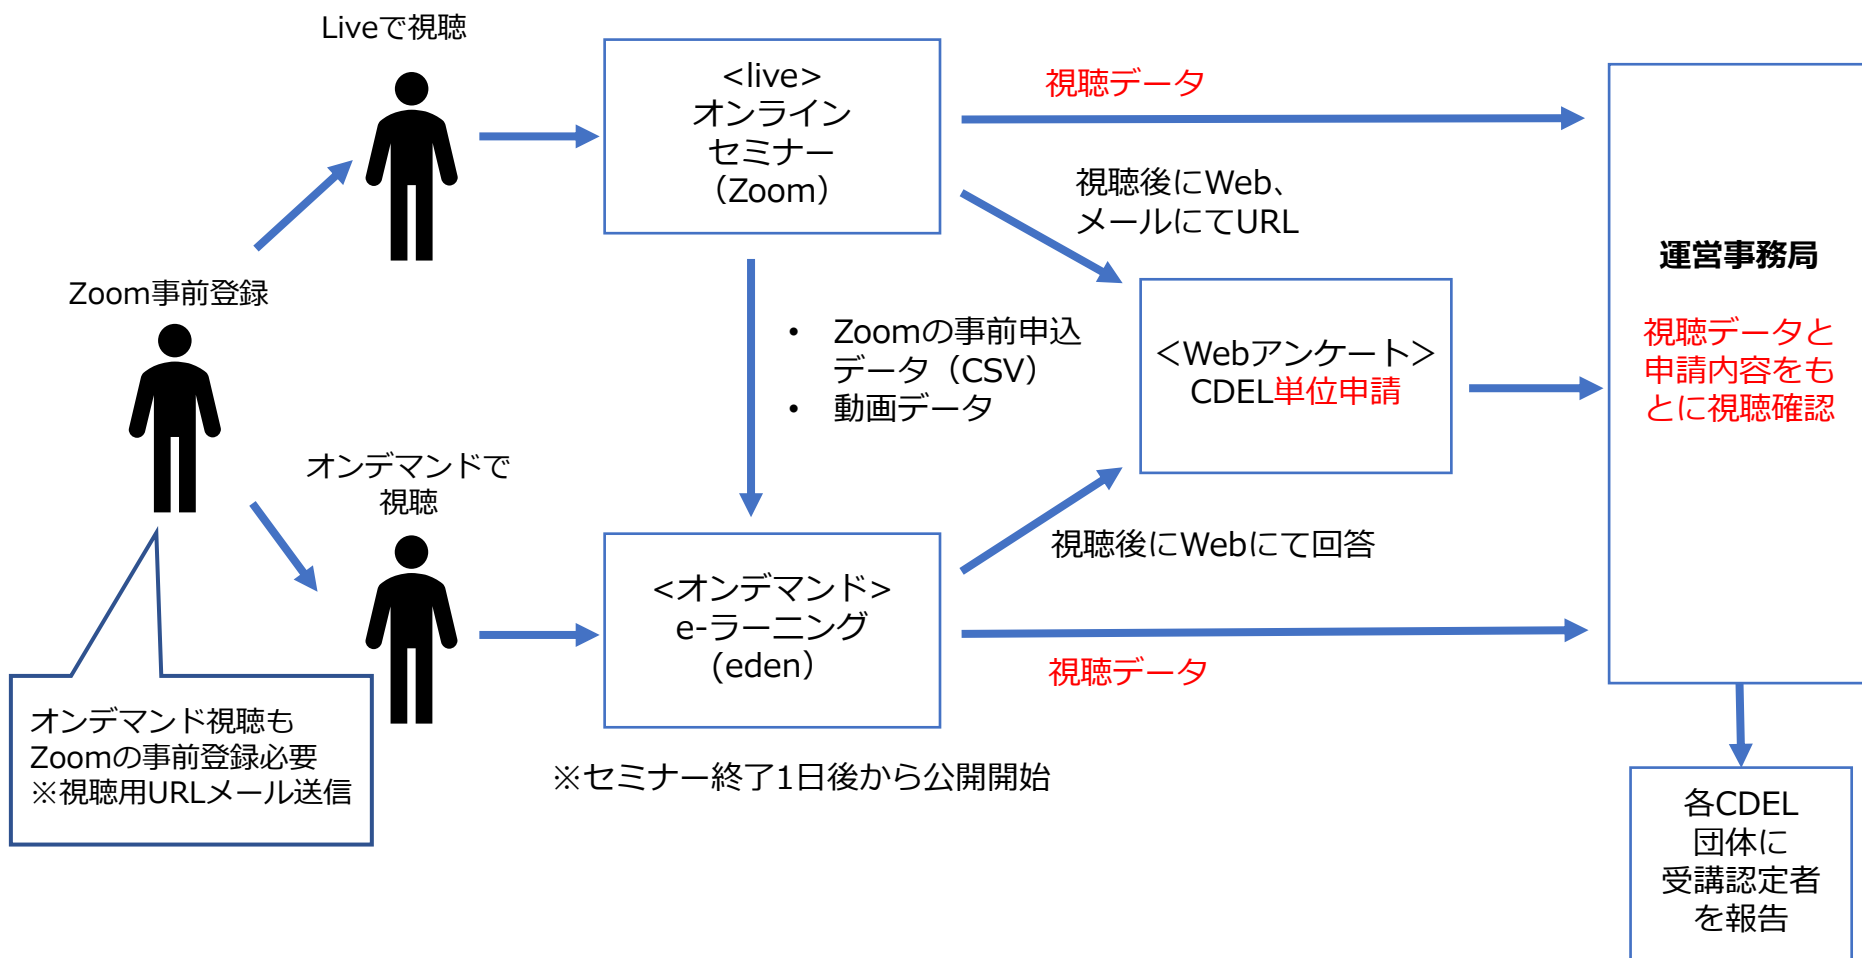 Liveで視聴
<live>
オンライン
セミナー
（Zoom）
視聴データ
視聴後にWeb、
メールにてURL
運営事務局
視聴データと
申請内容をも
とに視聴確認
Zoom事前登録
• Zoomの事前申込
データ（CSV）
• 動画データ
＜Webアンケート＞
CDEL単位申請
オンデマンドで
視聴
視聴後にWebにて回答
<オンデマンド>
e-ラーニング
(eden）
視聴データ
オンデマンド視聴も
Zoomの事前登録必要
※視聴用URLメール送信
※セミナー終了1日後から公開開始
各CDEL
団体に
受講認定者
を報告